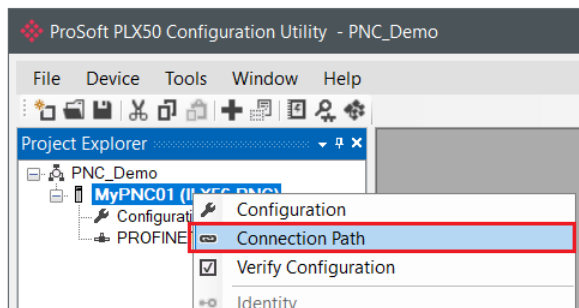 ProSoft PLX50 Configuration Utility - PNC_Demo
File Device Tools Window Help
Project Explorer
PNC_Demo
MyPNC01
Configuration
Connection Path
Verify Configuration
Identity